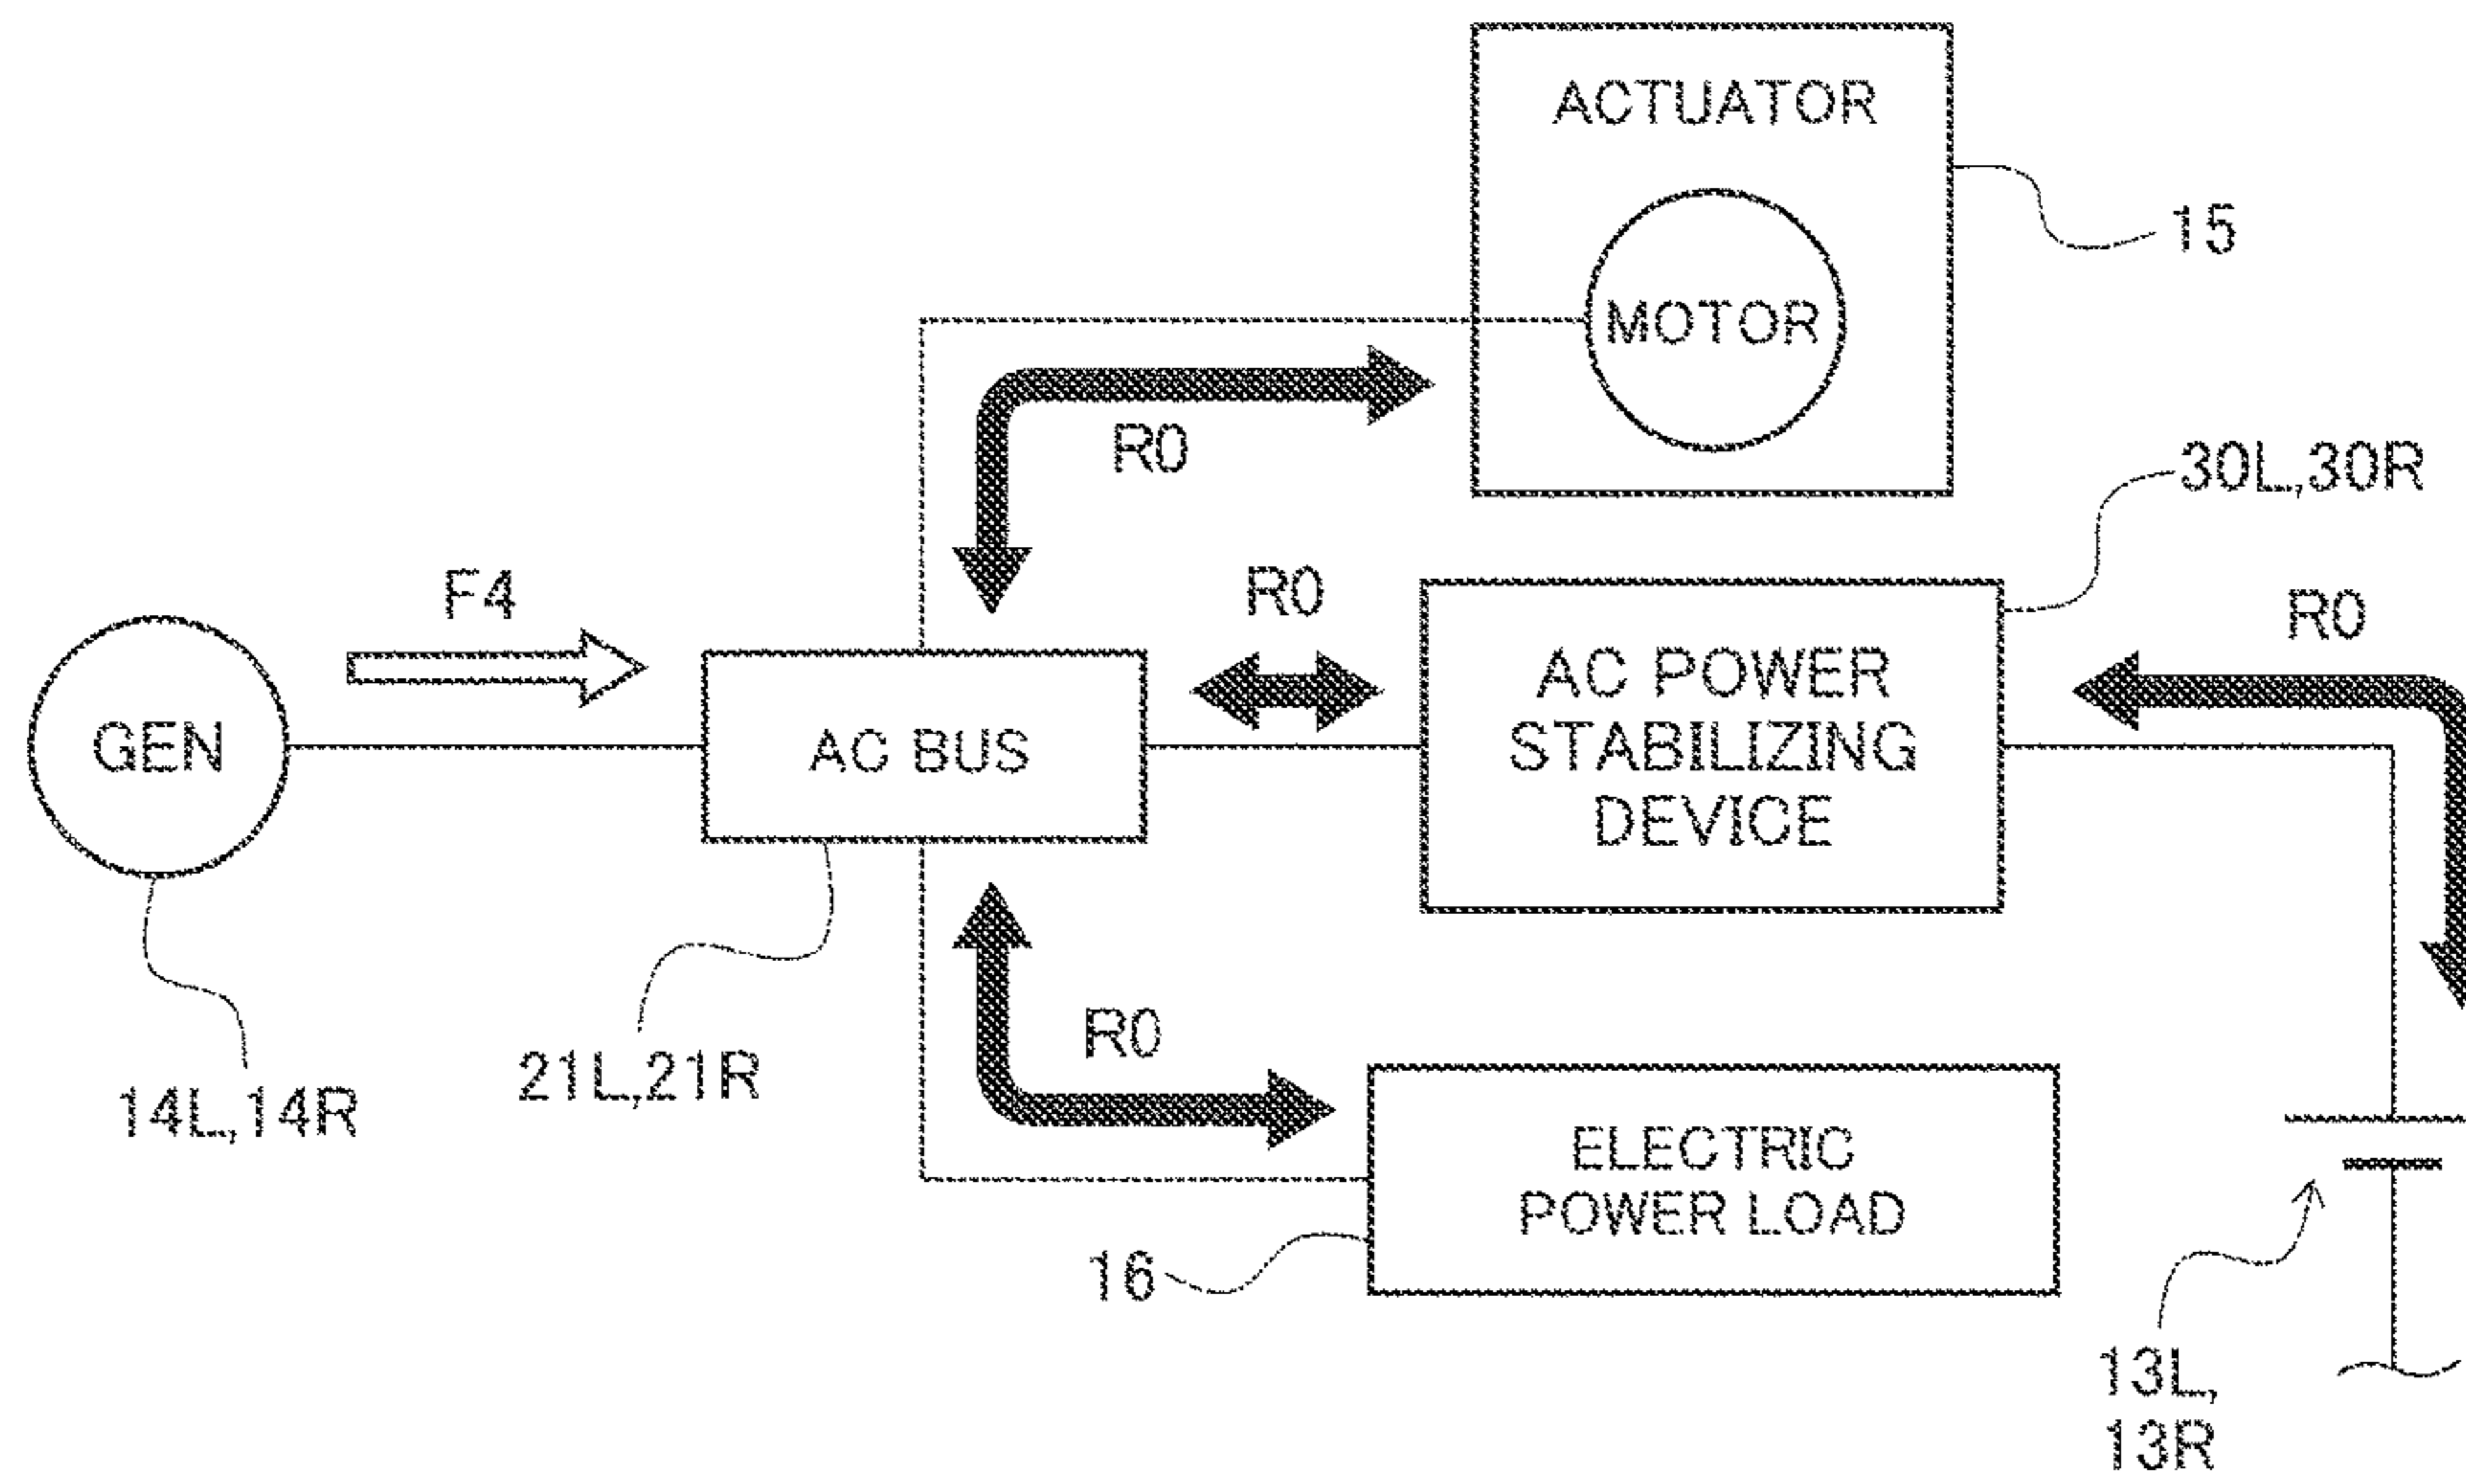 ACTUATOR
15
MOTOR
R0
30L,30R
F4
R0
R0
GEN
AC BUS
AC POWER
STABILIZING
DEVICE
R0
14L,14R
21L,21R
ELECTRIC
POWER LOAD
16
13L,
13R